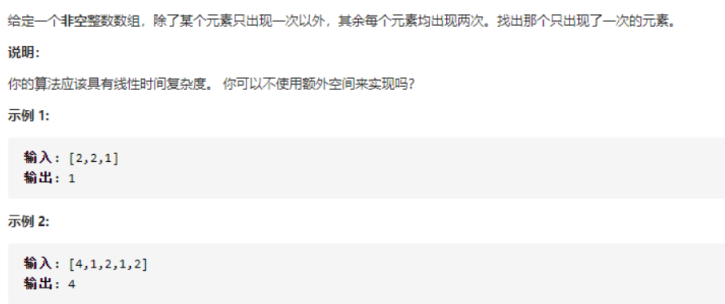 给定一个非空整数数组，除了某个元素只出现一次以外，其余每个元素均出现两次。找出那个只出现了一次的元素。
说明:
你的算法应该具有线性时间复杂度。 你可以不使用额外空间来实现吗?
示例 1:
输入: [2,2,1]
输出: 1
示例 2:
输入: [4,1,2,1,2]
输出: 4